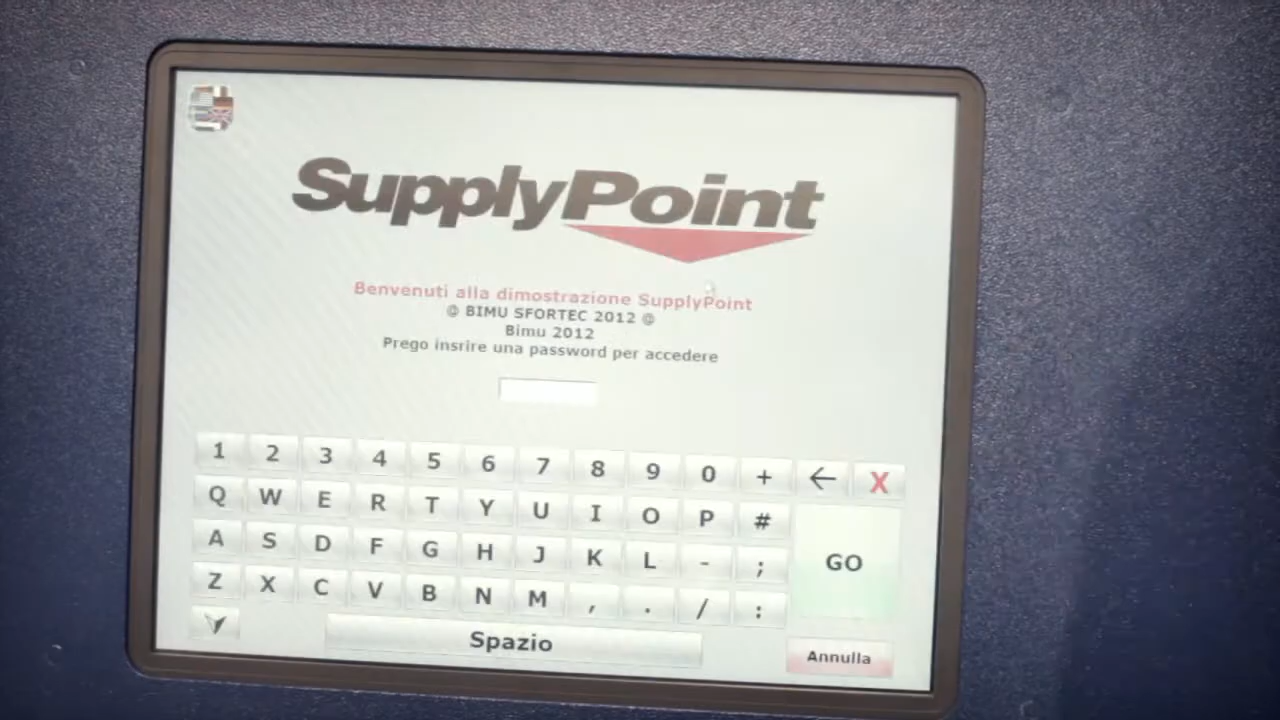 SupplyPoint
Benvenuti alla dimostrazione SupplyPoint
@ BIMU SFORTEC 2012 @
Bimu 2012
Prego insrire una password per accedere
1 2 3 4 5 6 7 8 9 0 + ← X
Q W E R T Y U I O P #
A S D F G H J K L - ;
GO
Z X C V B N M , . / :
Spazio
Annulla